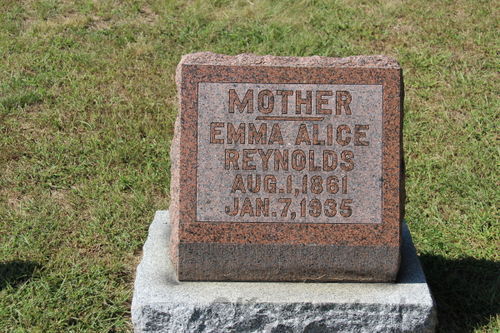 MOTHER
EMMA ALICE
REYNOLDS
AUG. 1, 1861
JAN. 7, 1935